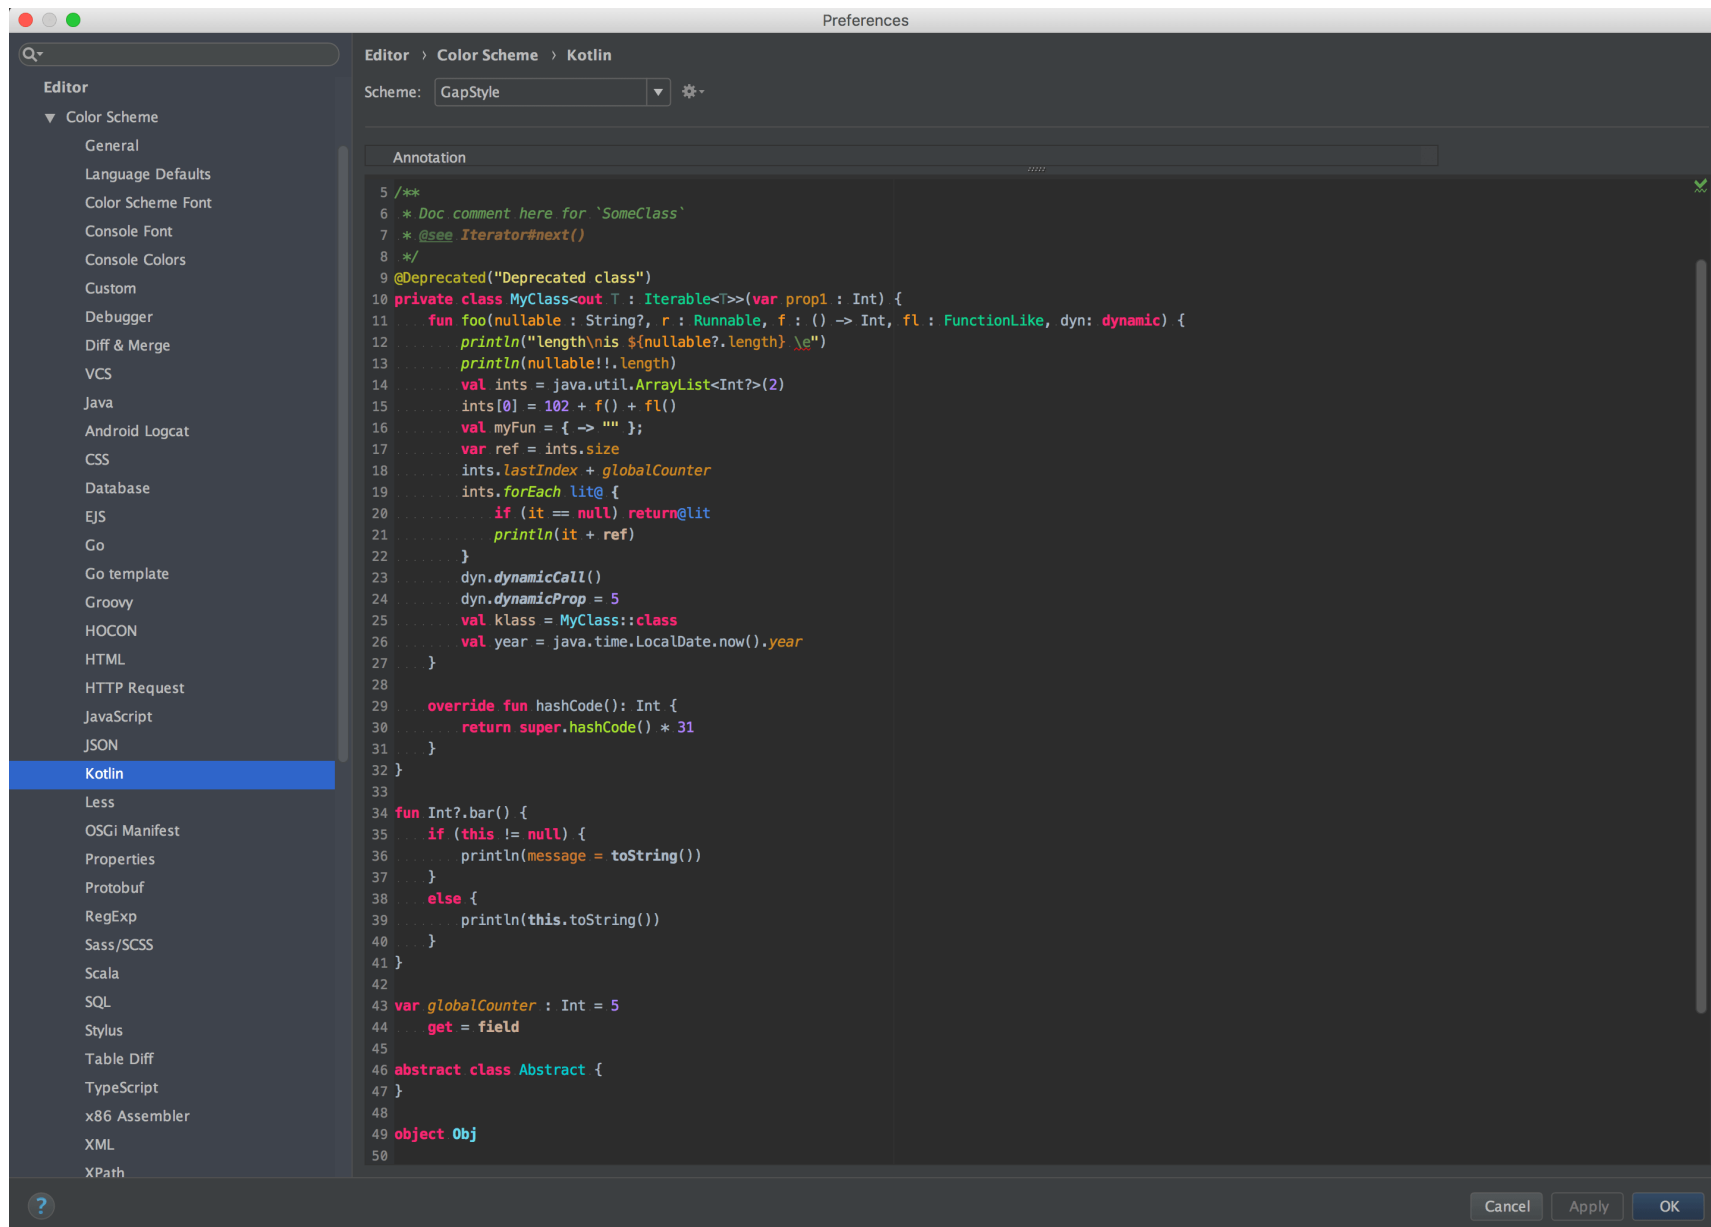 Preferences
Editor
Color Scheme
General
Language Defaults
Color Scheme Font
Console Font
Console Colors
Custom
Debugger
Diff & Merge
VCS
Java
Android Logcat
CSS
Database
EJS
Go
Go template
Groovy
HOCON
HTML
HTTP Request
JavaScript
JSON
Kotlin
Less
OSGi Manifest
Properties
Protobuf
RegExp
Sass/SCSS
Scala
SQL
Stylus
Table Diff
TypeScript
x86 Assembler
XML
XPath
Editor › Color Scheme › Kotlin
Scheme: GapStyle
Annotation
5 /**
6  * Doc comment here for `SomeClass`
7  * @see Iterator#next()
8  */
9 @Deprecated("Deprecated class")
10 private class MyClass<out T : Iterable<T>>(var prop1 : Int) {
11     fun foo(nullable : String?, r : Runnable, f : () -> Int, fl : FunctionLike, dyn: dynamic) {
12         println("length\nis ${nullable?.length} \e")
13         println(nullable!!.length)
14         val ints = java.util.ArrayList<Int?>(2)
15         ints[0] = 102 + f() + fl()
16         val myFun = { -> "" };
17         var ref = ints.size
18         ints.lastIndex + globalCounter
19         ints.forEach lit@ {
20             if (it == null) return@lit
21             println(it + ref)
22         }
23         dyn.dynamicCall()
24         dyn.dynamicProp = 5
25         val klass = MyClass::class
26         val year = java.time.LocalDate.now().year
27     }
28
29     override fun hashCode(): Int {
30         return super.hashCode() * 31
31     }
32 }
33
34 fun Int?.bar() {
35     if (this != null) {
36         println(message = toString())
37     }
38     else {
39         println(this.toString())
40     }
41 }
42
43 var globalCounter : Int = 5
44     get = field
45
46 abstract class Abstract {
47 }
48
49 object Obj
50
?
Cancel
Apply
OK